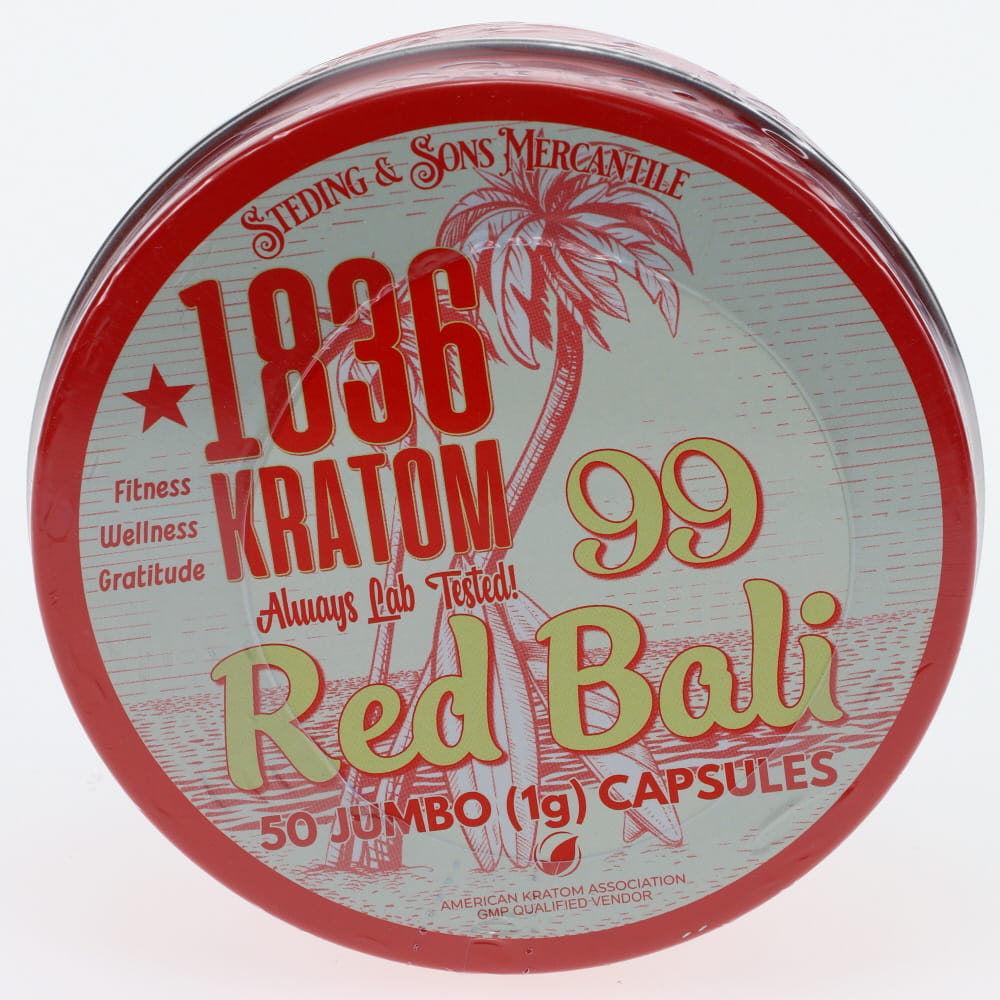 Steding & Sons Mercantile
1836
KRATOM
Fitness
Wellness
Gratitude
Always Lab Tested!
99
Red Bali
50 JUMBO (1g) CAPSULES
AMERICAN KRATOM ASSOCIATION
GMP QUALIFIED VENDOR